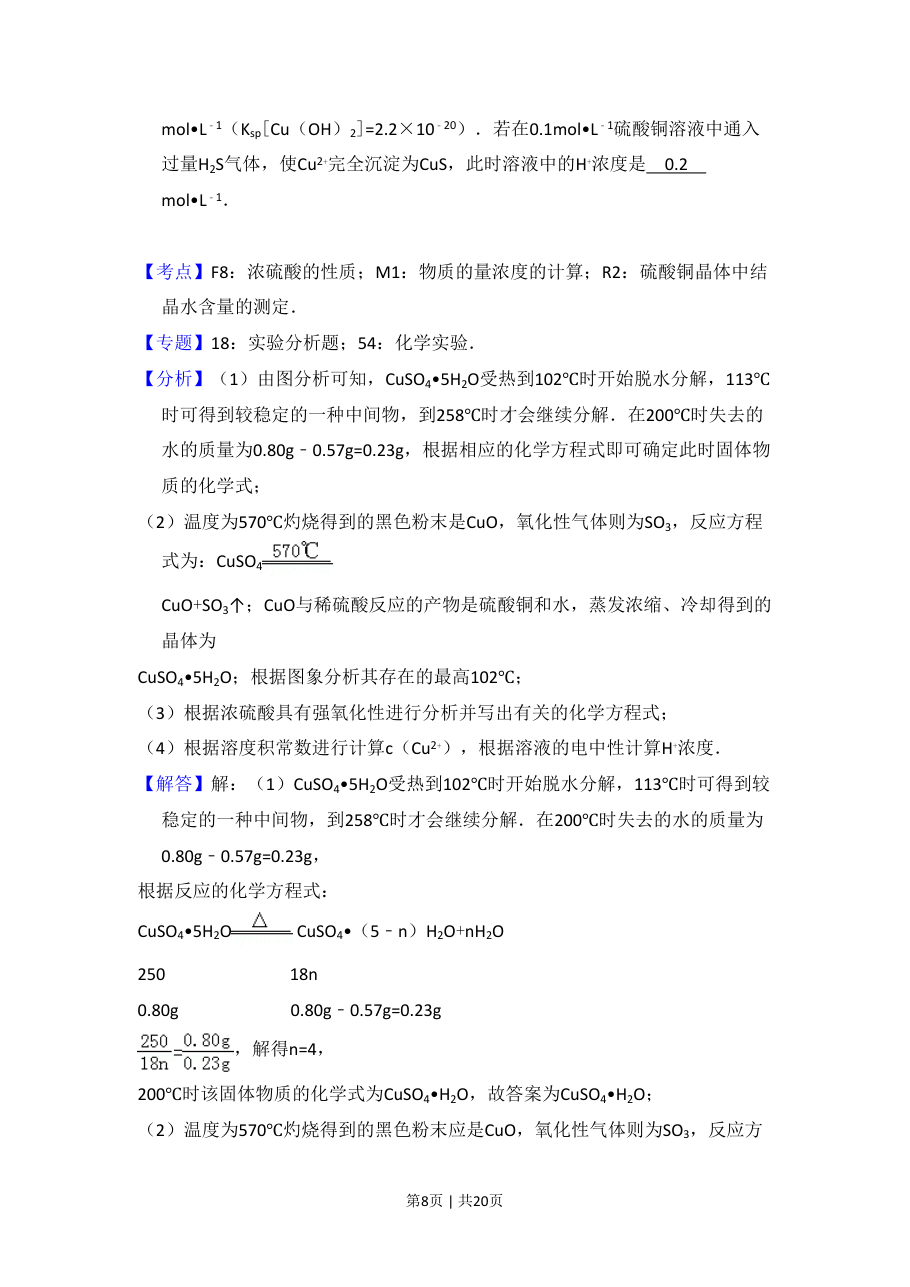 mol•L﹣1（Ksp[Cu（OH）2]=2.2×10﹣20）．若在0.1mol•L﹣1硫酸铜溶液中通入
过量H2S气体，使Cu2+完全沉淀为CuS，此时溶液中的H+浓度是　0.2　
mol•L﹣1．
【考点】F8：浓硫酸的性质；M1：物质的量浓度的计算；R2：硫酸铜晶体中结
晶水含量的测定．
【专题】18：实验分析题；54：化学实验．
【分析】（1）由图分析可知，CuSO4•5H2O受热到102℃时开始脱水分解，113℃
时可得到较稳定的一种中间物，到258℃时才会继续分解．在200℃时失去的
水的质量为0.80g﹣0.57g=0.23g，根据相应的化学方程式即可确定此时固体物
质的化学式；
（2）温度为570℃灼烧得到的黑色粉末是CuO，氧化性气体则为SO3，反应方程
式为：CuSO4 570℃
CuO+SO3↑；CuO与稀硫酸反应的产物是硫酸铜和水，蒸发浓缩、冷却得到的
晶体为
CuSO4•5H2O；根据图象分析其存在的最高102℃；
（3）根据浓硫酸具有强氧化性进行分析并写出有关的化学方程式；
（4）根据溶度积常数进行计算c（Cu2+），根据溶液的电中性计算H+浓度．
【解答】解：（1）CuSO4•5H2O受热到102℃时开始脱水分解，113℃时可得到较
稳定的一种中间物，到258℃时才会继续分解．在200℃时失去的水的质量为
0.80g﹣0.57g=0.23g，
根据反应的化学方程式：
CuSO4•5H2O △ CuSO4•（5﹣n）H2O+nH2O
250 18n
0.80g 0.80g﹣0.57g=0.23g
250/18n=0.80g/0.23g，解得n=4，
200℃时该固体物质的化学式为CuSO4•H2O，故答案为CuSO4•H2O；
（2）温度为570℃灼烧得到的黑色粉末应是CuO，氧化性气体则为SO3，反应方
第8页 | 共20页